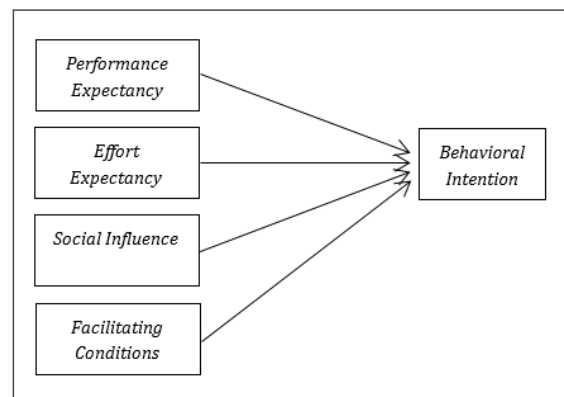 Performance
Expectancy
Effort
Expectancy
Social Influence
Facilitating
Conditions
Behavioral
Intention